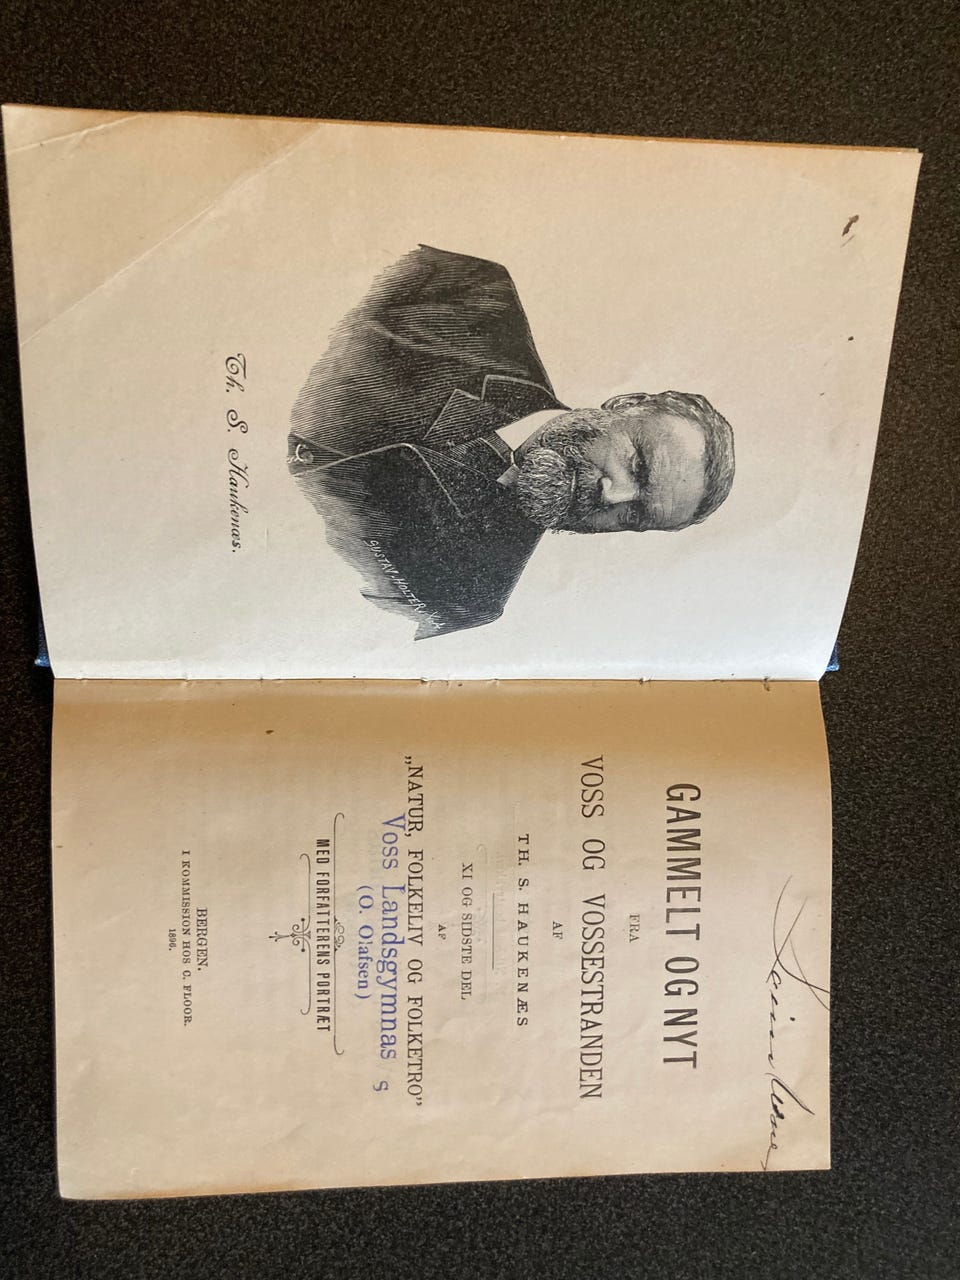 GUSTAV. HOLTER. X.A.
Th. S. Haukenæs.
GAMMELT OG NYT
FRA
VOSS OG VOSSESTRANDEN
AF
TH. S. HAUKENÆS
XI OG SIDSTE DEL
AF
„NATUR, FOLKELIV OG FOLKETRO”
Voss Landsgymnas s
(O. Olafsen)
MED FORFATTERENS PORTRÆT
BERGEN.
I KOMMISSION HOS C. FLOOR.
1896.